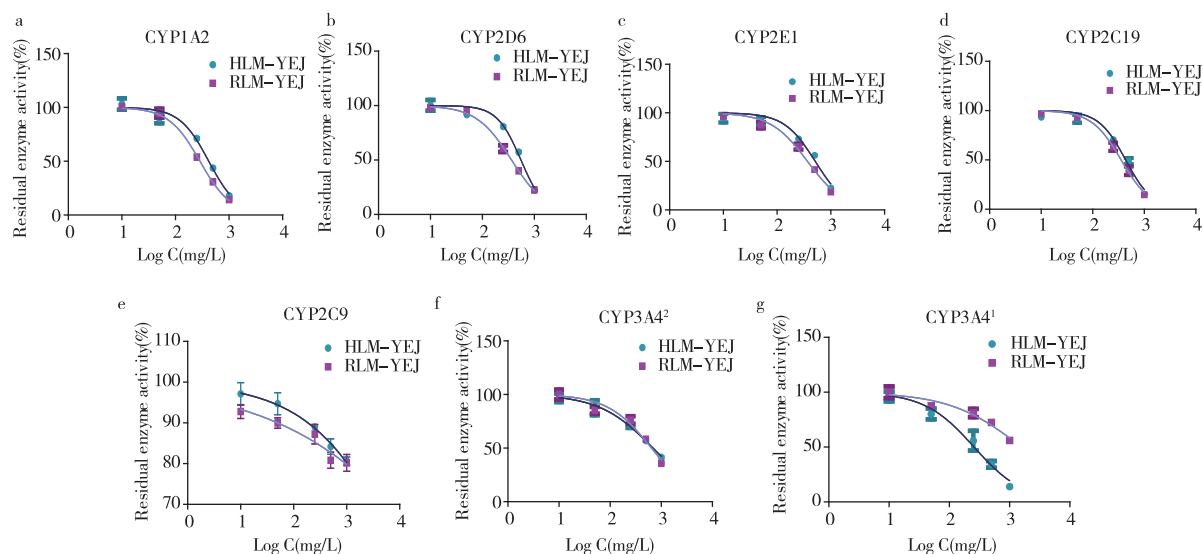 a
CYP1A2
HLM-YEJ
RLM-YEJ
Residual enzyme activity(%)
150
100
50
0
0 1 2 3 4
Log C(mg/L)
b
CYP2D6
HLM-YEJ
RLM-YEJ
Residual enzyme activity(%)
150
100
50
0
0 1 2 3 4
Log C(mg/L)
c
CYP2E1
HLM-YEJ
RLM-YEJ
Residual enzyme activity(%)
150
100
50
0
0 1 2 3 4
Log C(mg/L)
d
CYP2C19
HLM-YEJ
RLM-YEJ
Residual enzyme activity(%)
150
100
50
0
0 1 2 3 4
Log C(mg/L)
e
CYP2C9
HLM-YEJ
RLM-YEJ
Residual enzyme activity(%)
110
100
90
80
70
0 1 2 3 4
Log C(mg/L)
f
CYP3A4²
HLM-YEJ
RLM-YEJ
Residual enzyme activity(%)
150
100
50
0
0 1 2 3 4
Log C(mg/L)
g
CYP3A4¹
HLM-YEJ
RLM-YEJ
Residual enzyme activity(%)
150
100
50
0
0 1 2 3 4
Log C(mg/L)